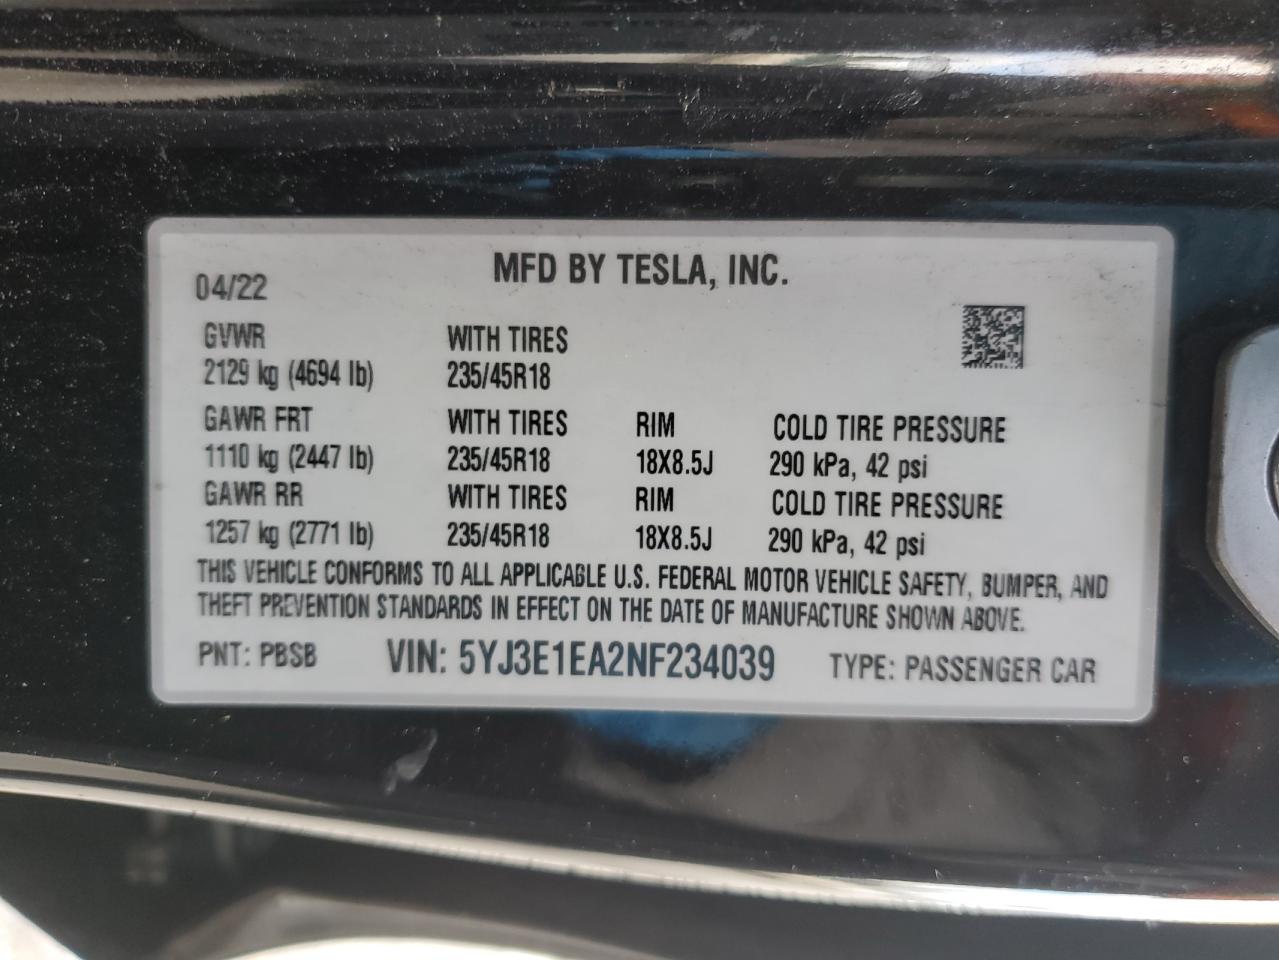 MFD BY TESLA, INC.
04/22
GVWR WITH TIRES
2129 kg (4694 lb) 235/45R18
GAWR FRT WITH TIRES RIM COLD TIRE PRESSURE
1110 kg (2447 lb) 235/45R18 18X8.5J 290 kPa, 42 psi
GAWR RR WITH TIRES RIM COLD TIRE PRESSURE
1257 kg (2771 lb) 235/45R18 18X8.5J 290 kPa, 42 psi
THIS VEHICLE CONFORMS TO ALL APPLICABLE U.S. FEDERAL MOTOR VEHICLE SAFETY, BUMPER, AND
THEFT PREVENTION STANDARDS IN EFFECT ON THE DATE OF MANUFACTURE SHOWN ABOVE.
PNT: PBSB VIN: 5YJ3E1EA2NF234039 TYPE: PASSENGER CAR